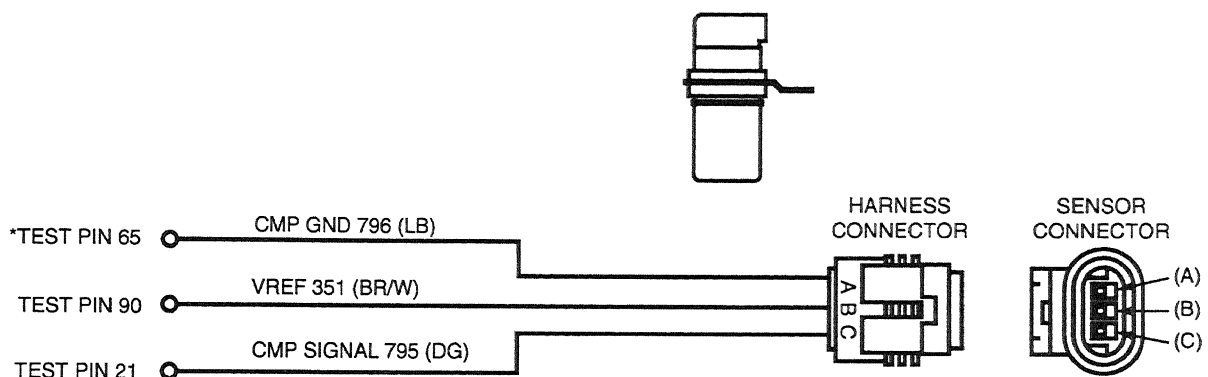 HARNESS
CONNECTOR
SENSOR
CONNECTOR
*TEST PIN 65
CMP GND 796 (LB)
TEST PIN 90
VREF 351 (BR/W)
TEST PIN 21
CMP SIGNAL 795 (DG)
A
B
C
(A)
(B)
(C)